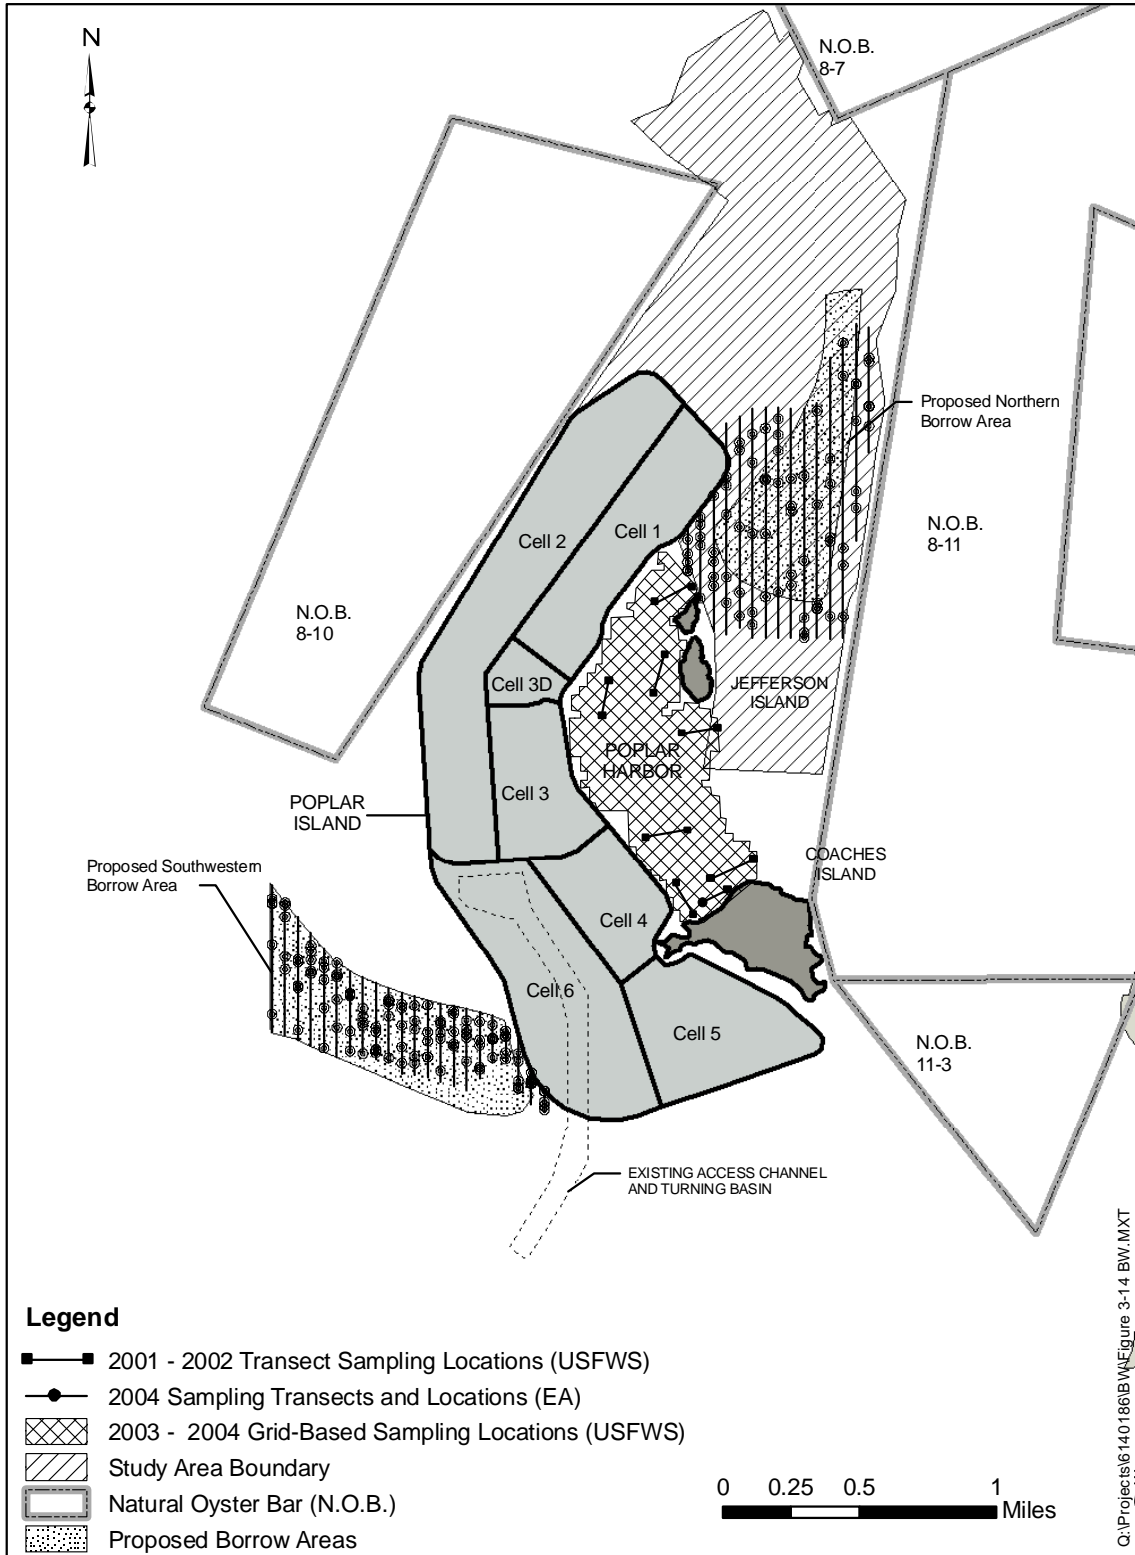 N
N.O.B.
8-7
Proposed Northern
Borrow Area
N.O.B.
8-11
Cell 1
Cell 2
N.O.B.
8-10
Cell 3D
JEFFERSON
ISLAND
POPLAR
HARBOR
Cell 3
POPLAR
ISLAND
COACHES
ISLAND
Proposed Southwestern
Borrow Area
Cell 4
Cell 6
Cell 5
N.O.B.
11-3
EXISTING ACCESS CHANNEL
AND TURNING BASIN
Legend
2001 - 2002 Transect Sampling Locations (USFWS)
2004 Sampling Transects and Locations (EA)
2003 - 2004 Grid-Based Sampling Locations (USFWS)
Study Area Boundary
Natural Oyster Bar (N.O.B.)
Proposed Borrow Areas
0 0.25 0.5 1
Miles
Q:\Projects\6140186\BW\Figure 3-14 BW.MXT